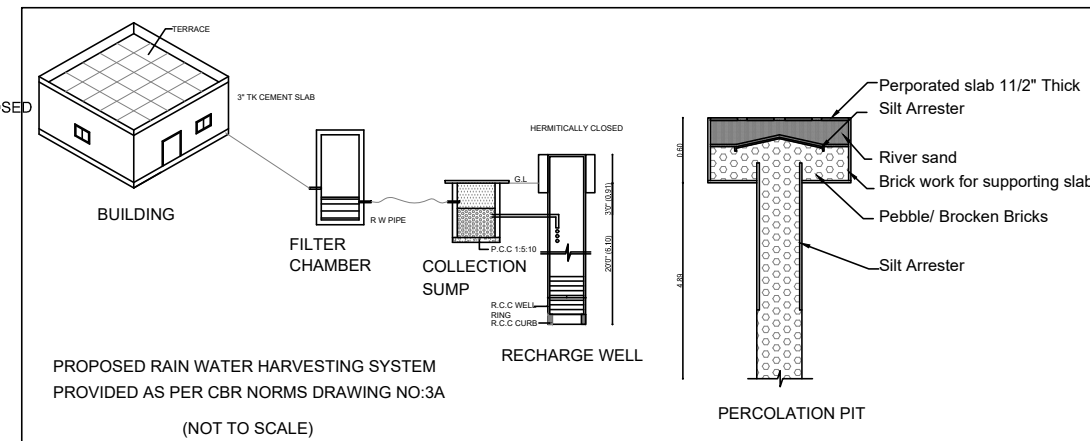 TERRACE
OSED
3" TK CEMENT SLAB
BUILDING
FILTER
CHAMBER
R W PIPE
COLLECTION
SUMP
P.C.C 1:5:10
G.L
HERMITICALLY CLOSED
3'0" (0.91)
20'0" (6.10)
R.C.C WELL
RING
R.C.C CURB
RECHARGE WELL
Perporated slab 11/2" Thick
Silt Arrester
River sand
Brick work for supporting slab
Pebble/ Brocken Bricks
Silt Arrester
0.60
4.89
PERCOLATION PIT
PROPOSED RAIN WATER HARVESTING SYSTEM
PROVIDED AS PER CBR NORMS DRAWING NO:3A
(NOT TO SCALE)